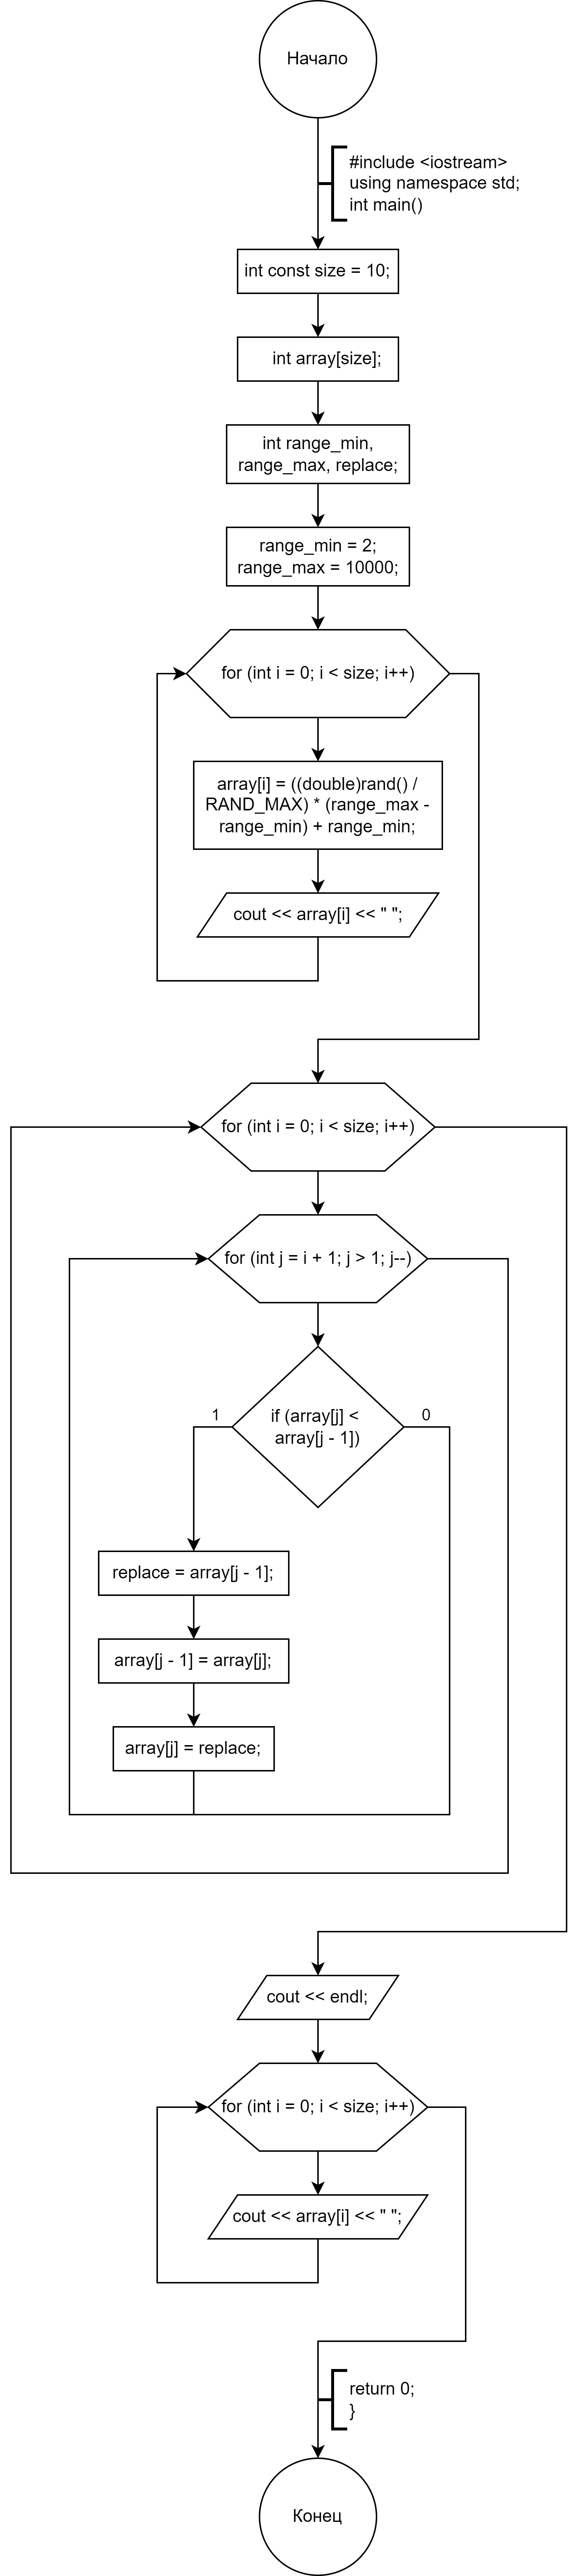 Начало
#include <iostream>
using namespace std;
int main()
int const size = 10;
int array[size];
int range_min,
range_max, replace;
range_min = 2;
range_max = 10000;
for (int i = 0; i < size; i++)
array[i] = ((double)rand() /
RAND_MAX) * (range_max -
range_min) + range_min;
cout << array[i] << " ";
for (int i = 0; i < size; i++)
for (int j = i + 1; j > 1; j--)
if (array[j] <
array[j - 1])
1
0
replace = array[j - 1];
array[j - 1] = array[j];
array[j] = replace;
cout << endl;
for (int i = 0; i < size; i++)
cout << array[i] << " ";
return 0;
}
Конец